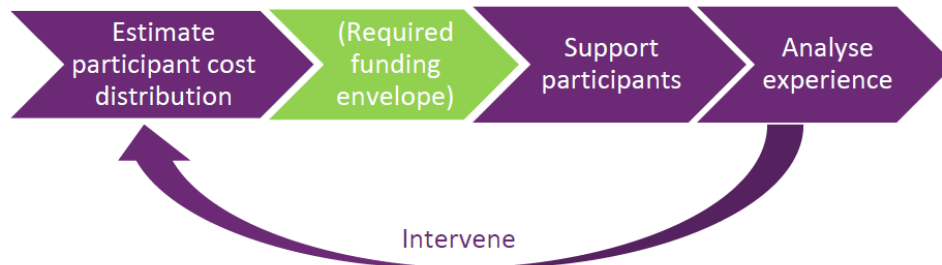 Estimate
participant cost
distribution
(Required
funding
envelope)
Support
participants
Analyse
experience
Intervene